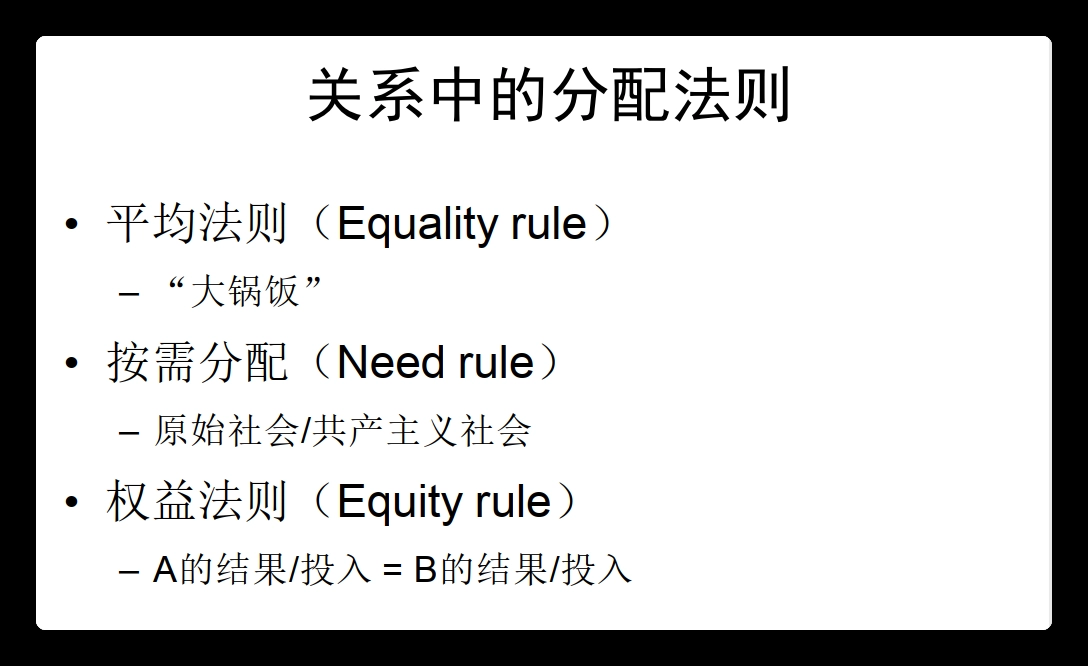 关系中的分配法则
• 平均法则（Equality rule）
– “大锅饭”
• 按需分配（Need rule）
– 原始社会/共产主义社会
• 权益法则（Equity rule）
– A的结果/投入 = B的结果/投入